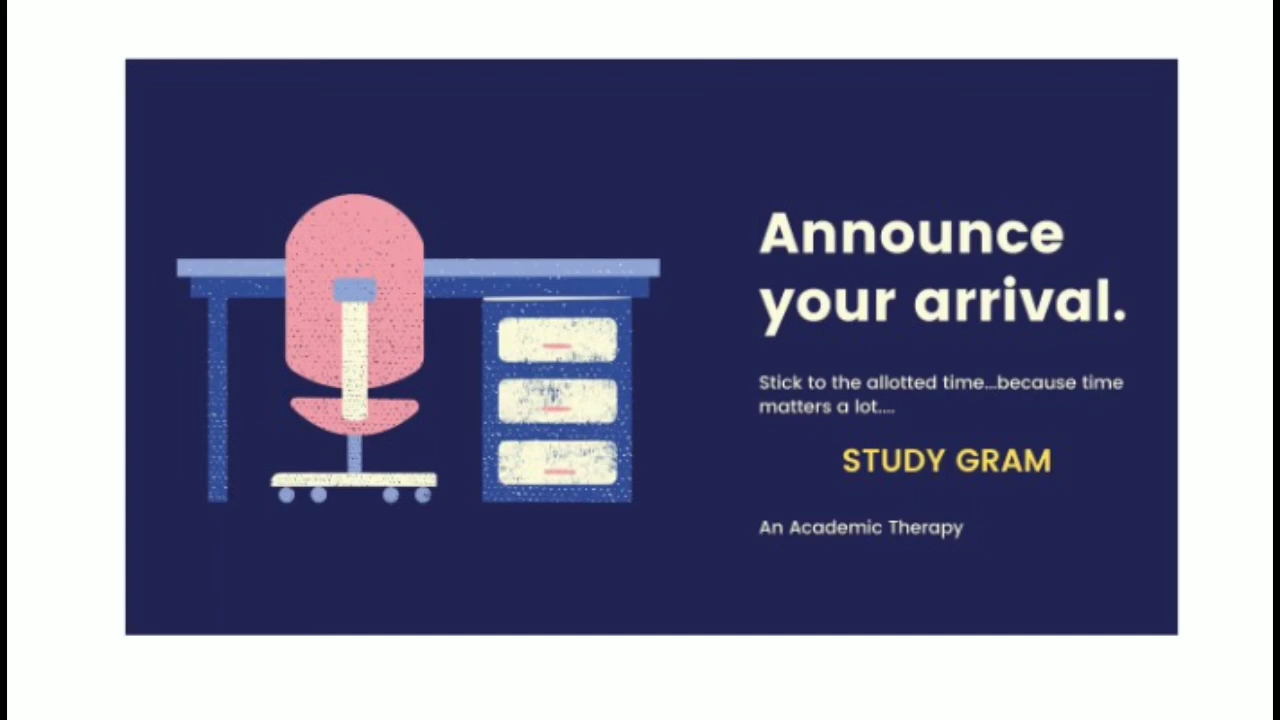 Announce
your arrival.
Stick to the allotted time...because time
matters a lot....
STUDY GRAM
An Academic Therapy